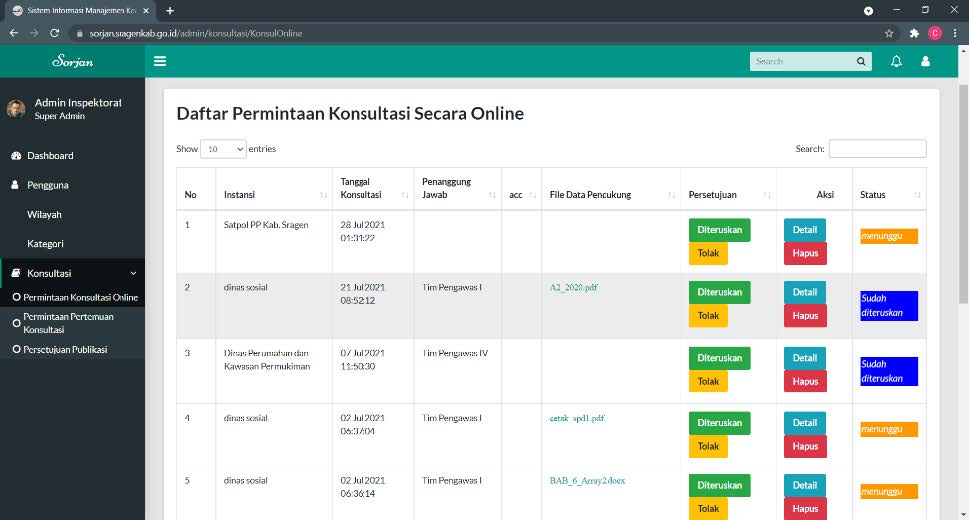 Sistem Informasi Manajemen Ko
sorjan.sragenkab.go.id/admin/konsultasi/KonsulOnline
C
Sorjan
Search
Admin Inspektorat
Super Admin
Dashboard
Pengguna
Wilayah
Kategori
Konsultasi
Permintaan Konsultasi Online
Permintaan Pertemuan
Konsultasi
Persetujuan Publikasi
Daftar Permintaan Konsultasi Secara Online
Show 10 entries
Search:
No Instansi Tanggal Konsultasi Penanggung Jawab acc File Data Pencukung Persetujuan Aksi Status
1 Satpol PP Kab. Sragen 28 Jul 2021 Diteruskan Detail menunggu
01:31:22 Tolak Hapus
2 dinas sosial 21 Jul 2021 Tim Pengawas I A2_2020.pdf Diteruskan Detail Sudah
08:52:12 Tolak Hapus diteruskan
3 Dinas Perumahan dan 07 Jul 2021 Tim Pengawas IV Diteruskan Detail Sudah
Kawasan Permukiman 11:50:30 Tolak Hapus diteruskan
4 dinas sosial 02 Jul 2021 Tim Pengawas I cetak_spd1.pdf Diteruskan Detail menunggu
06:37:04 Tolak Hapus
5 dinas sosial 02 Jul 2021 Tim Pengawas I BAB_6_Array2.docx Diteruskan Detail menunggu
06:36:14 Tolak Hapus